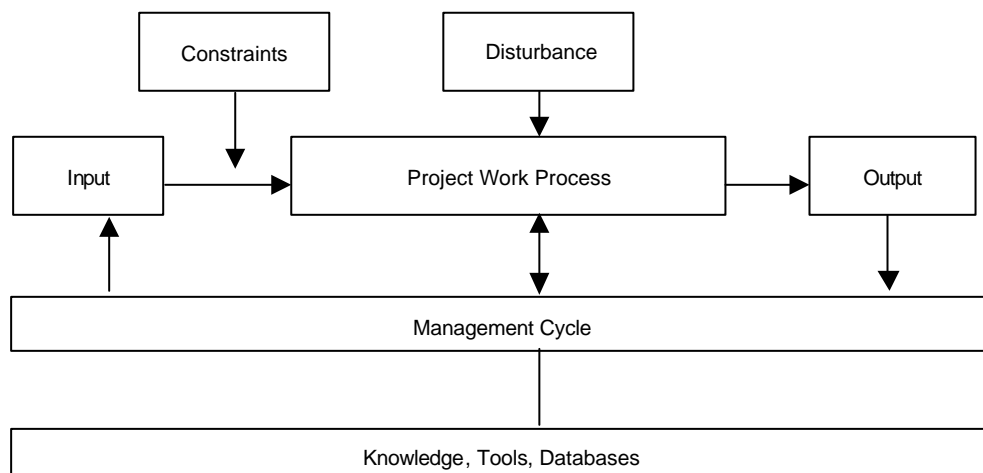 Constraints
Disturbance
Input
Project Work Process
Output
Management Cycle
Knowledge, Tools, Databases